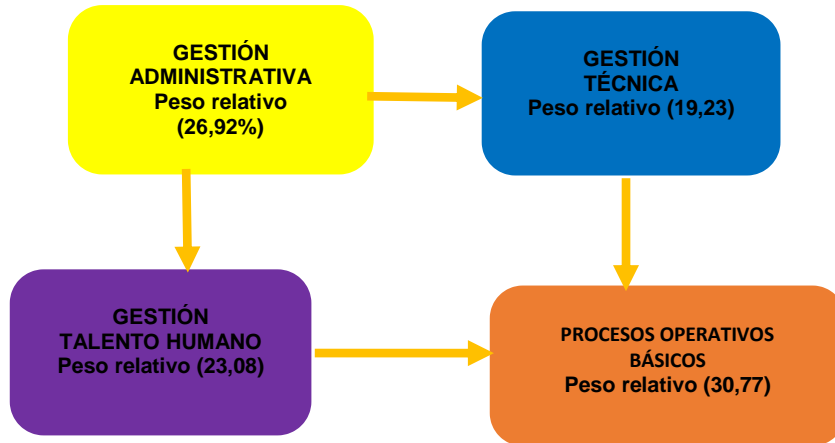 GESTIÓN
ADMINISTRATIVA
Peso relativo
(26,92%)
GESTIÓN
TÉCNICA
Peso relativo (19,23)
GESTIÓN
TALENTO HUMANO
Peso relativo (23,08)
PROCESOS OPERATIVOS
BÁSICOS
Peso relativo (30,77)